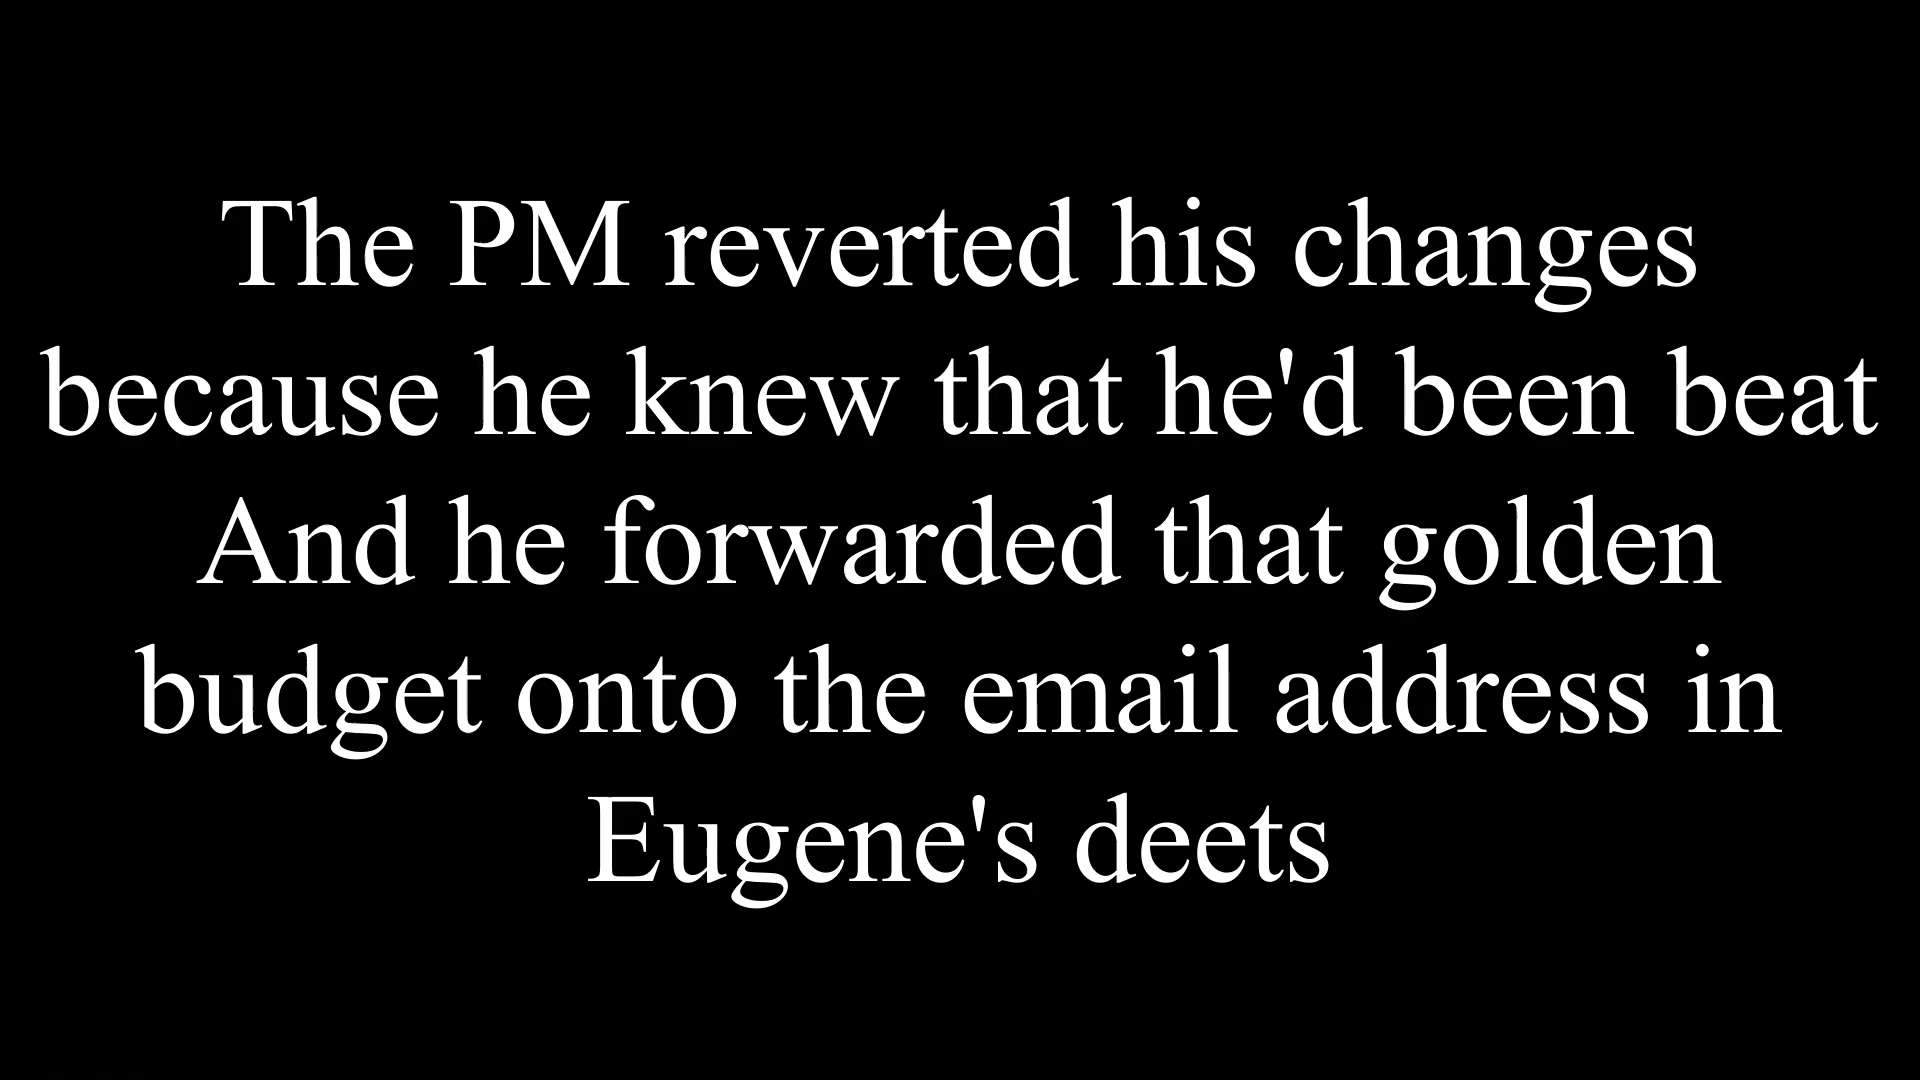 The PM reverted his changes
because he knew that he'd been beat
And he forwarded that golden
budget onto the email address in
Eugene's deets